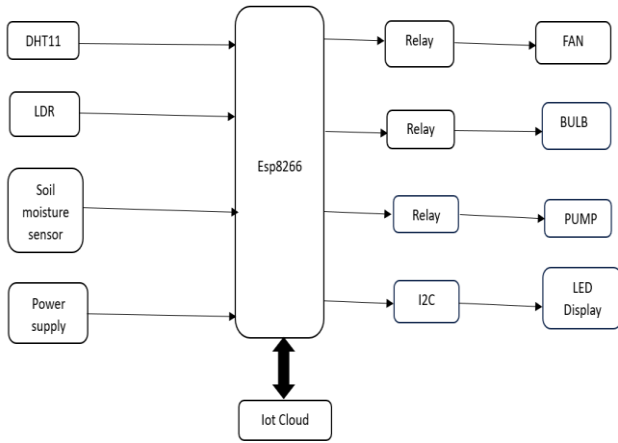 DHT11
LDR
Soil
moisture
sensor
Power
supply
Esp8266
Relay
FAN
Relay
BULB
Relay
PUMP
I2C
LED
Display
Iot Cloud